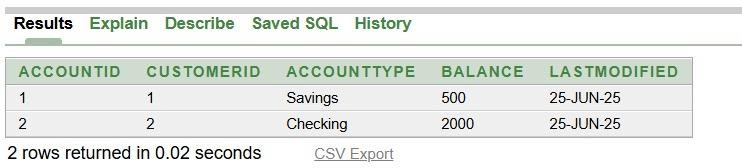 Results Explain Describe Saved SQL History
ACCOUNTID CUSTOMERID ACCOUNTTYPE BALANCE LASTMODIFIED
1 1 Savings 500 25-JUN-25
2 2 Checking 2000 25-JUN-25
2 rows returned in 0.02 seconds CSV Export